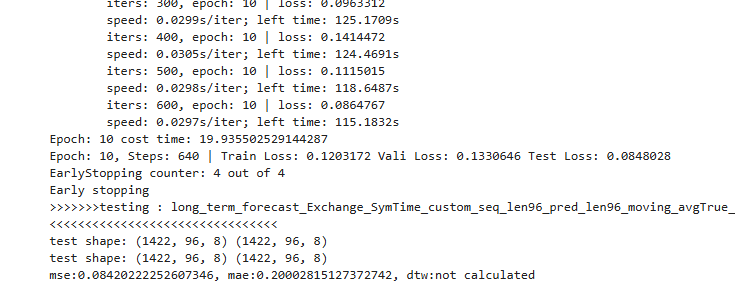 iters: 300, epoch: 10 | loss: 0.0963312
speed: 0.0299s/iter; left time: 125.1709s
iters: 400, epoch: 10 | loss: 0.1414472
speed: 0.0305s/iter; left time: 124.4691s
iters: 500, epoch: 10 | loss: 0.1115015
speed: 0.0298s/iter; left time: 118.6487s
iters: 600, epoch: 10 | loss: 0.0864767
speed: 0.0297s/iter; left time: 115.1832s
Epoch: 10 cost time: 19.935502529144287
Epoch: 10, Steps: 640 | Train Loss: 0.1203172 Vali Loss: 0.1330646 Test Loss: 0.0848028
EarlyStopping counter: 4 out of 4
Early stopping
>>>>>>>testing : long_term_forecast_Exchange_SymTime_custom_seq_len96_pred_len96_moving_avgTrue_
<<<<<<<<<<<<<<<<<<<<<<<<<<<<<<<<
test shape: (1422, 96, 8) (1422, 96, 8)
test shape: (1422, 96, 8) (1422, 96, 8)
mse:0.08420222252607346, mae:0.20002815127372742, dtw:not calculated